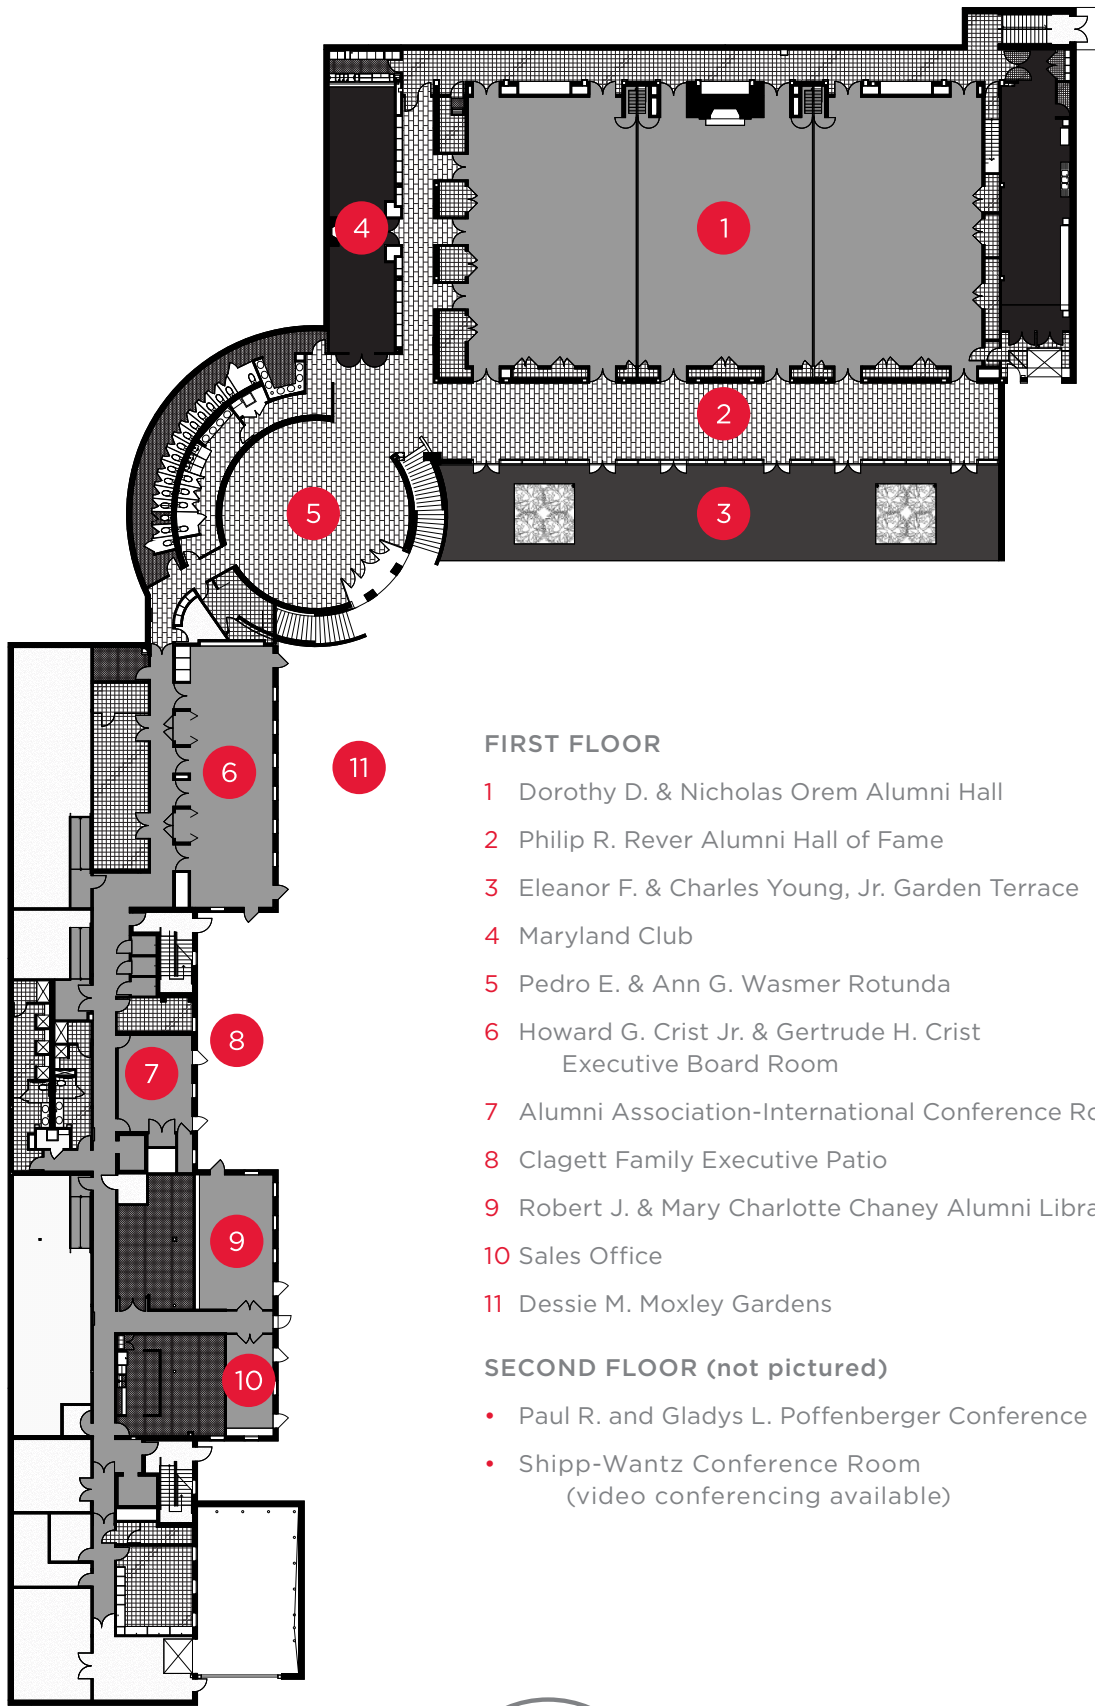 1
4
2
3
5
6
11
8
7
9
10
FIRST FLOOR
1 Dorothy D. & Nicholas Orem Alumni Hall
2 Philip R. Rever Alumni Hall of Fame
3 Eleanor F. & Charles Young, Jr. Garden Terrace
4 Maryland Club
5 Pedro E. & Ann G. Wasmer Rotunda
6 Howard G. Crist Jr. & Gertrude H. Crist
Executive Board Room
7 Alumni Association-International Conference
8 Clagett Family Executive Patio
9 Robert J. & Mary Charlotte Chaney Alumni
10 Sales Office
11 Dessie M. Moxley Gardens
SECOND FLOOR (not pictured)
• Paul R. and Gladys L. Poffenberger Conference
• Shipp-Wantz Conference Room
(video conferencing available)